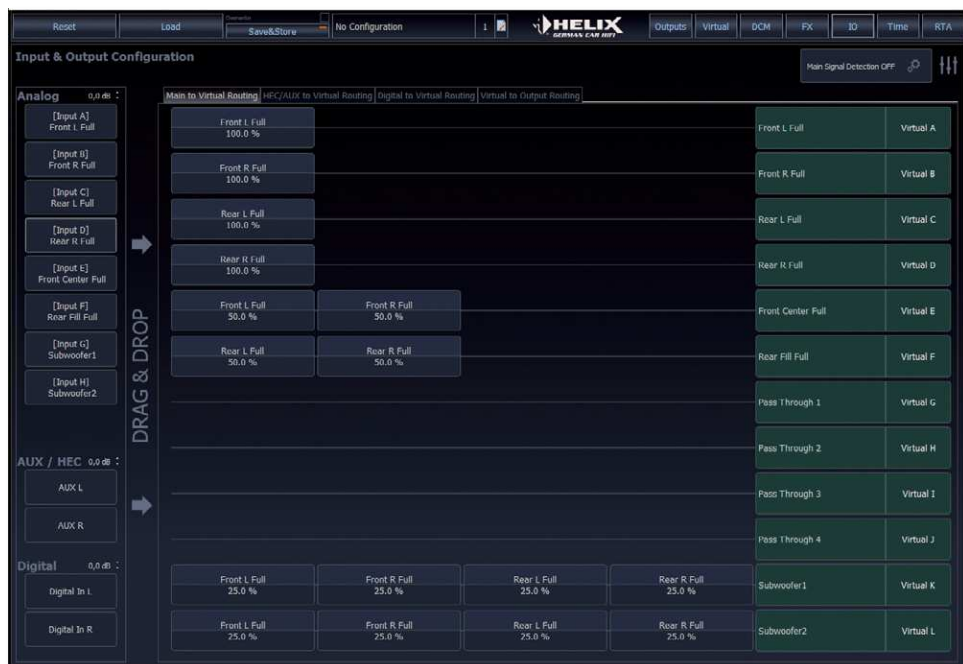 Reset
Load
Save&Store
No Configuration
1
HELIX
GERMAN CAR HIFI
Outputs
Virtual
DCM
FX
IO
Time
RTA
Input & Output Configuration
Main Signal Detection OFF
Analog 0,0 dB
[Input A]
Front L Full
[Input B]
Front R Full
[Input C]
Rear L Full
[Input D]
Rear R Full
[Input E]
Front Center Full
[Input F]
Rear Fill Full
[Input G]
Subwoofer1
[Input H]
Subwoofer2
AUX / HEC 0,0 dB
AUX L
AUX R
Digital 0,0 dB
Digital In L
Digital In R
DRAG & DROP
Main to Virtual Routing
HEC/AUX to Virtual Routing
Digital to Virtual Routing
Virtual to Output Routing
Front L Full
100.0 %
Front L Full
Virtual A
Front R Full
100.0 %
Front R Full
Virtual B
Rear L Full
100.0 %
Rear L Full
Virtual C
Rear R Full
100.0 %
Rear R Full
Virtual D
Front L Full
50.0 %
Front R Full
50.0 %
Front Center Full
Virtual E
Rear L Full
50.0 %
Rear R Full
50.0 %
Rear Fill Full
Virtual F
Pass Through 1
Virtual G
Pass Through 2
Virtual H
Pass Through 3
Virtual I
Pass Through 4
Virtual J
Front L Full
25.0 %
Front R Full
25.0 %
Rear L Full
25.0 %
Rear R Full
25.0 %
Subwoofer1
Virtual K
Front L Full
25.0 %
Front R Full
25.0 %
Rear L Full
25.0 %
Rear R Full
25.0 %
Subwoofer2
Virtual L